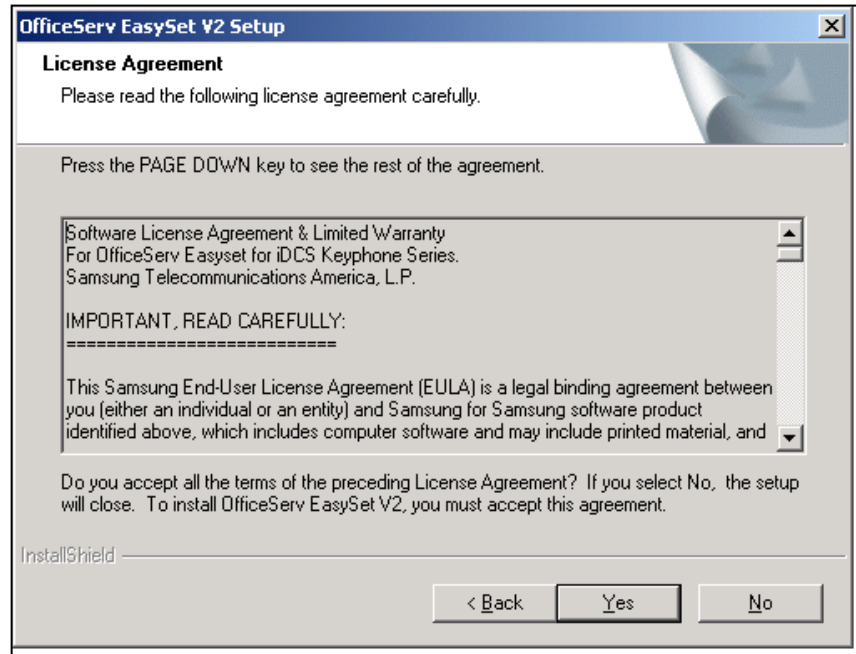 OfficeServ EasySet V2 Setup
License Agreement
Please read the following license agreement carefully.
Press the PAGE DOWN key to see the rest of the agreement.
Software License Agreement & Limited Warranty
For OfficeServ Easyset for iDCS Keyphone Series.
Samsung Telecommunications America, L.P.
IMPORTANT, READ CAREFULLY:
===========================
This Samsung End-User License Agreement (EULA) is a legal binding agreement between
you (either an individual or an entity) and Samsung for Samsung software product
identified above, which includes computer software and may include printed material, and
Do you accept all the terms of the preceding License Agreement? If you select No, the setup
will close. To install OfficeServ EasySet V2, you must accept this agreement.
InstallShield
< Back Yes No